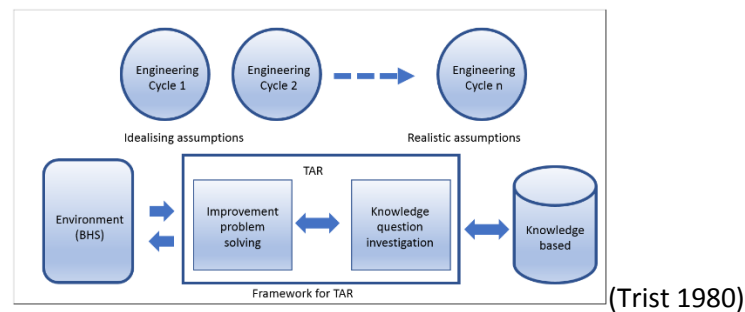 Engineering
Cycle 1
Engineering
Cycle 2
Engineering
Cycle n
Idealising assumptions
Realistic assumptions
TAR
Environment
(BHS)
Improvement
problem
solving
Knowledge
question
investigation
Knowledge
based
Framework for TAR
(Trist 1980)